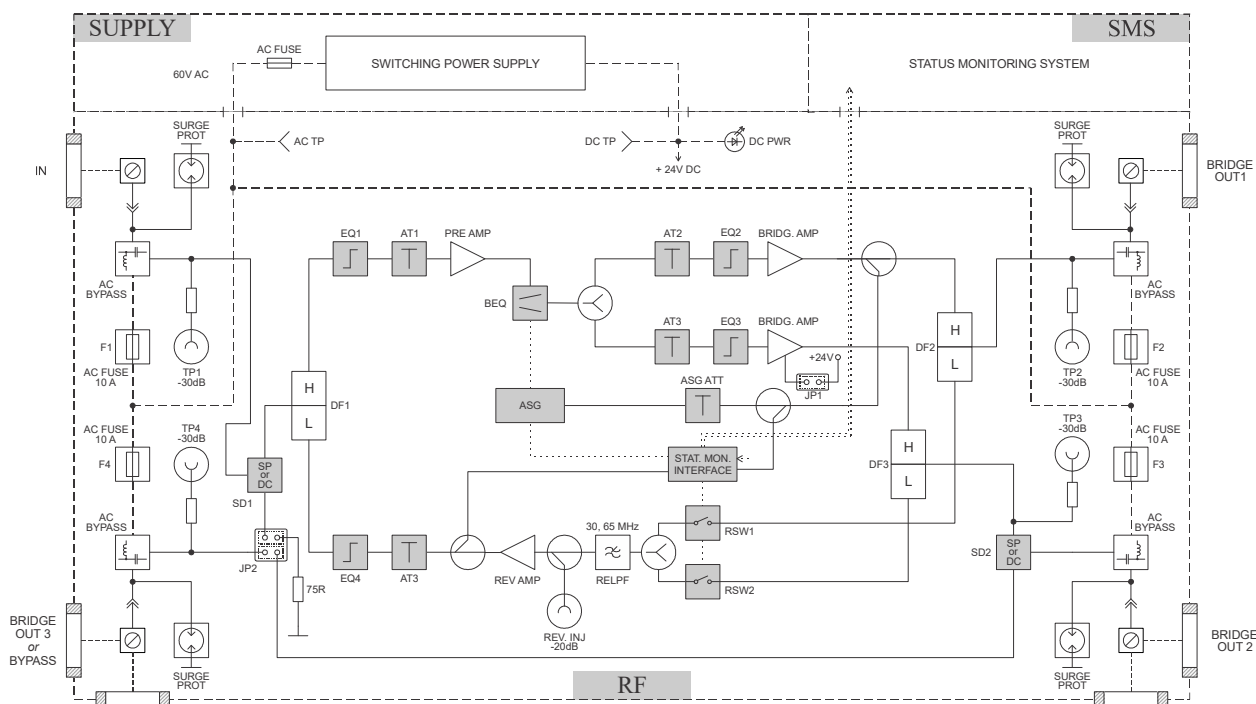 SUPPLY
SMS
AC FUSE
SWITCHING POWER SUPPLY
STATUS MONITORING SYSTEM
60V AC
SURGE
PROT
AC TP
DC TP
DC PWR
+ 24V DC
SURGE
PROT
IN
BRIDGE
OUT1
EQ1
AT1
PRE AMP
AT2
EQ2
BRIDG. AMP
AC
BYPASS
BEQ
AC
BYPASS
AT3
EQ3
BRIDG. AMP
H
L
DF2
F1
AC FUSE
10 A
TP1
-30dB
+24V
JP1
TP2
-30dB
F2
AC FUSE
10 A
H
L
DF1
ASG
ASG ATT
AC FUSE
10 A
TP4
-30dB
TP3
-30dB
AC FUSE
10 A
F4
SP
or
DC
SD1
STAT. MON.
INTERFACE
H
L
DF3
F3
AC
BYPASS
JP2
75R
EQ4
AT3
REV AMP
30, 65 MHz
RELPF
RSW1
RSW2
SD2
SP
or
DC
AC
BYPASS
REV. INJ
-20dB
BRIDGE
OUT 3
or
BYPASS
SURGE
PROT
RF
SURGE
PROT
BRIDGE
OUT 2